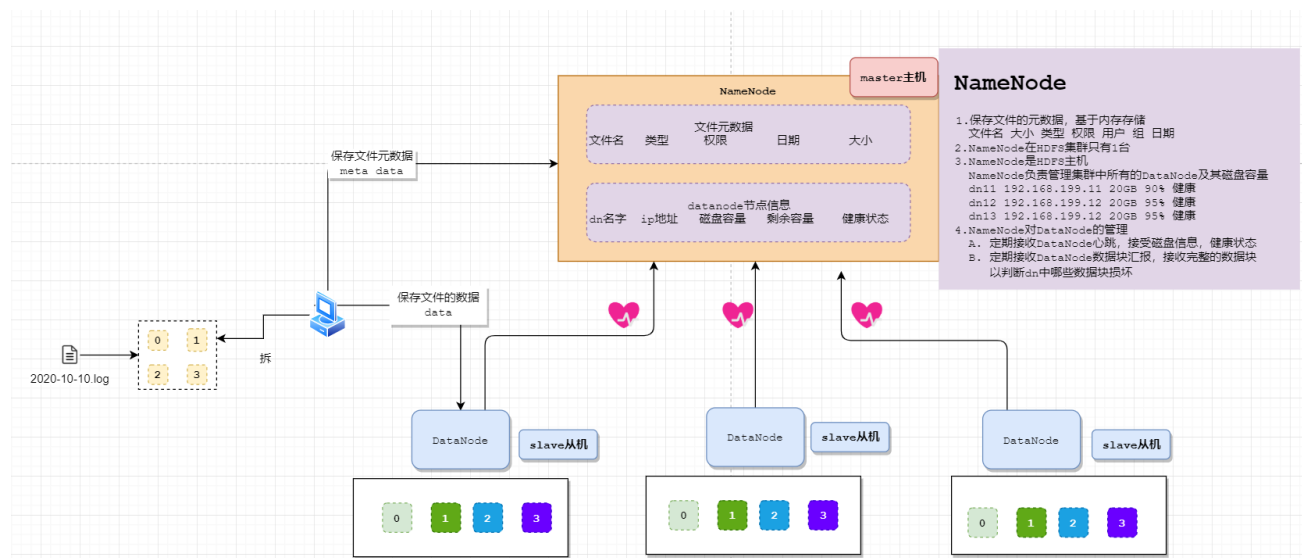 master主机
NameNode
文件元数据
文件名 类型 权限 日期 大小
datanode节点信息
dn名字 ip地址 磁盘容量 剩余容量 健康状态
NameNode
1.保存文件的元数据, 基于内存存储
文件名 大小 类型 权限 用户 组 日期
2.NameNode在HDFS集群只有1台
3.NameNode是HDFS主机
NameNode负责管理集群中所有的DataNode及其磁盘容量
dn11 192.168.199.11 20GB 90% 健康
dn12 192.168.199.12 20GB 95% 健康
dn13 192.168.199.12 20GB 95% 健康
4.NameNode对DataNode的管理
A. 定期接收DataNode心跳, 接受磁盘信息, 健康状态
B. 定期接收DataNode数据块汇报, 接收完整的数据块
以判断dn中哪些数据块损坏
保存文件元数据
meta data
保存文件的数据
data
0 1
2 3
拆
2020-10-10.log
DataNode
slave从机
DataNode
slave从机
DataNode
slave从机
0 1 2 3
0 1 2 3
0 1 2 3